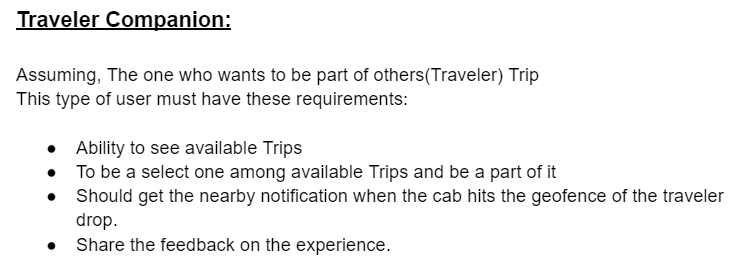 Traveler Companion:
Assuming, The one who wants to be part of others(Traveler) Trip
This type of user must have these requirements:
● Ability to see available Trips
● To be a select one among available Trips and be a part of it
● Should get the nearby notification when the cab hits the geofence of the traveler
drop.
● Share the feedback on the experience.